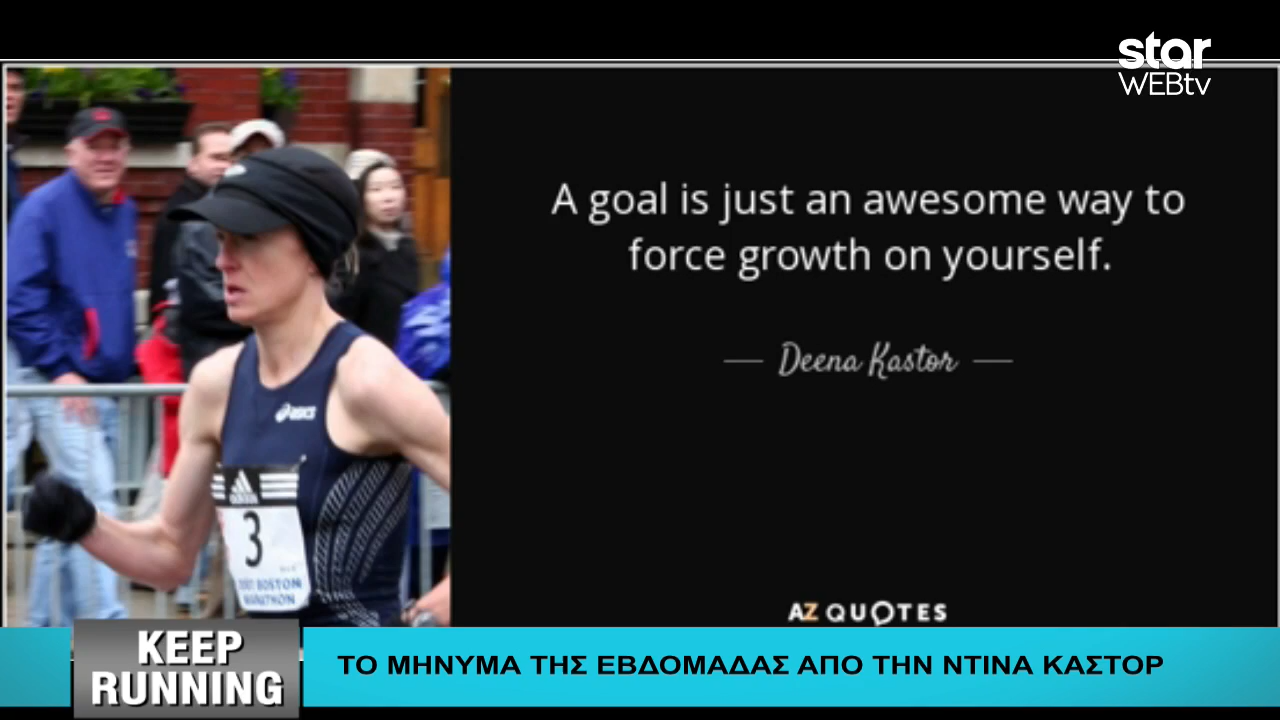 star
WEBtv
A goal is just an awesome way to
force growth on yourself.
Deena Kastor
asics
adidas
3
BOSTON
MARATHON
AZ QUOTES
KEEP
RUNNING
ΤΟ ΜΗΝΥΜΑ ΤΗΣ ΕΒΔΟΜΑΔΑΣ ΑΠΟ ΤΗΝ ΝΤΙΝΑ ΚΑΣΤΟΡ